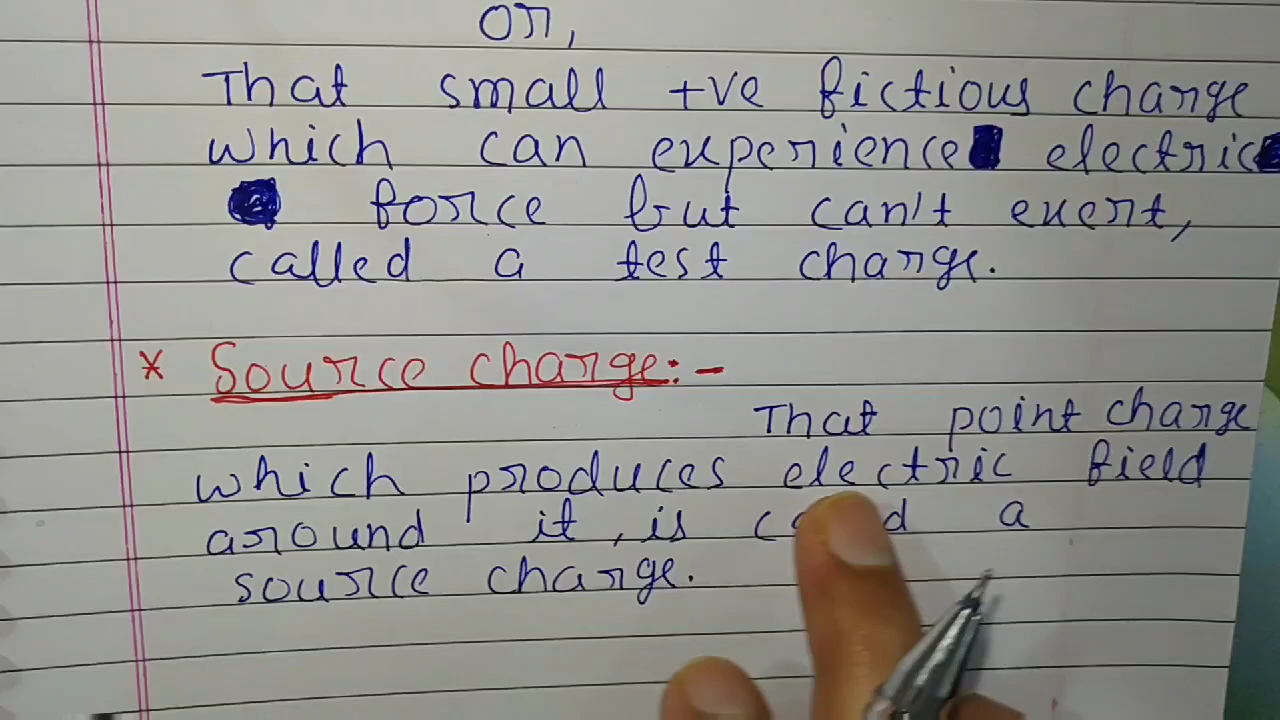 or,
That small +ve fictious charge
which can experience electric
force but can't exert,
called a test charge.
* Source charge:-
That point charge
which produces electric field
around it, is a
source charge.